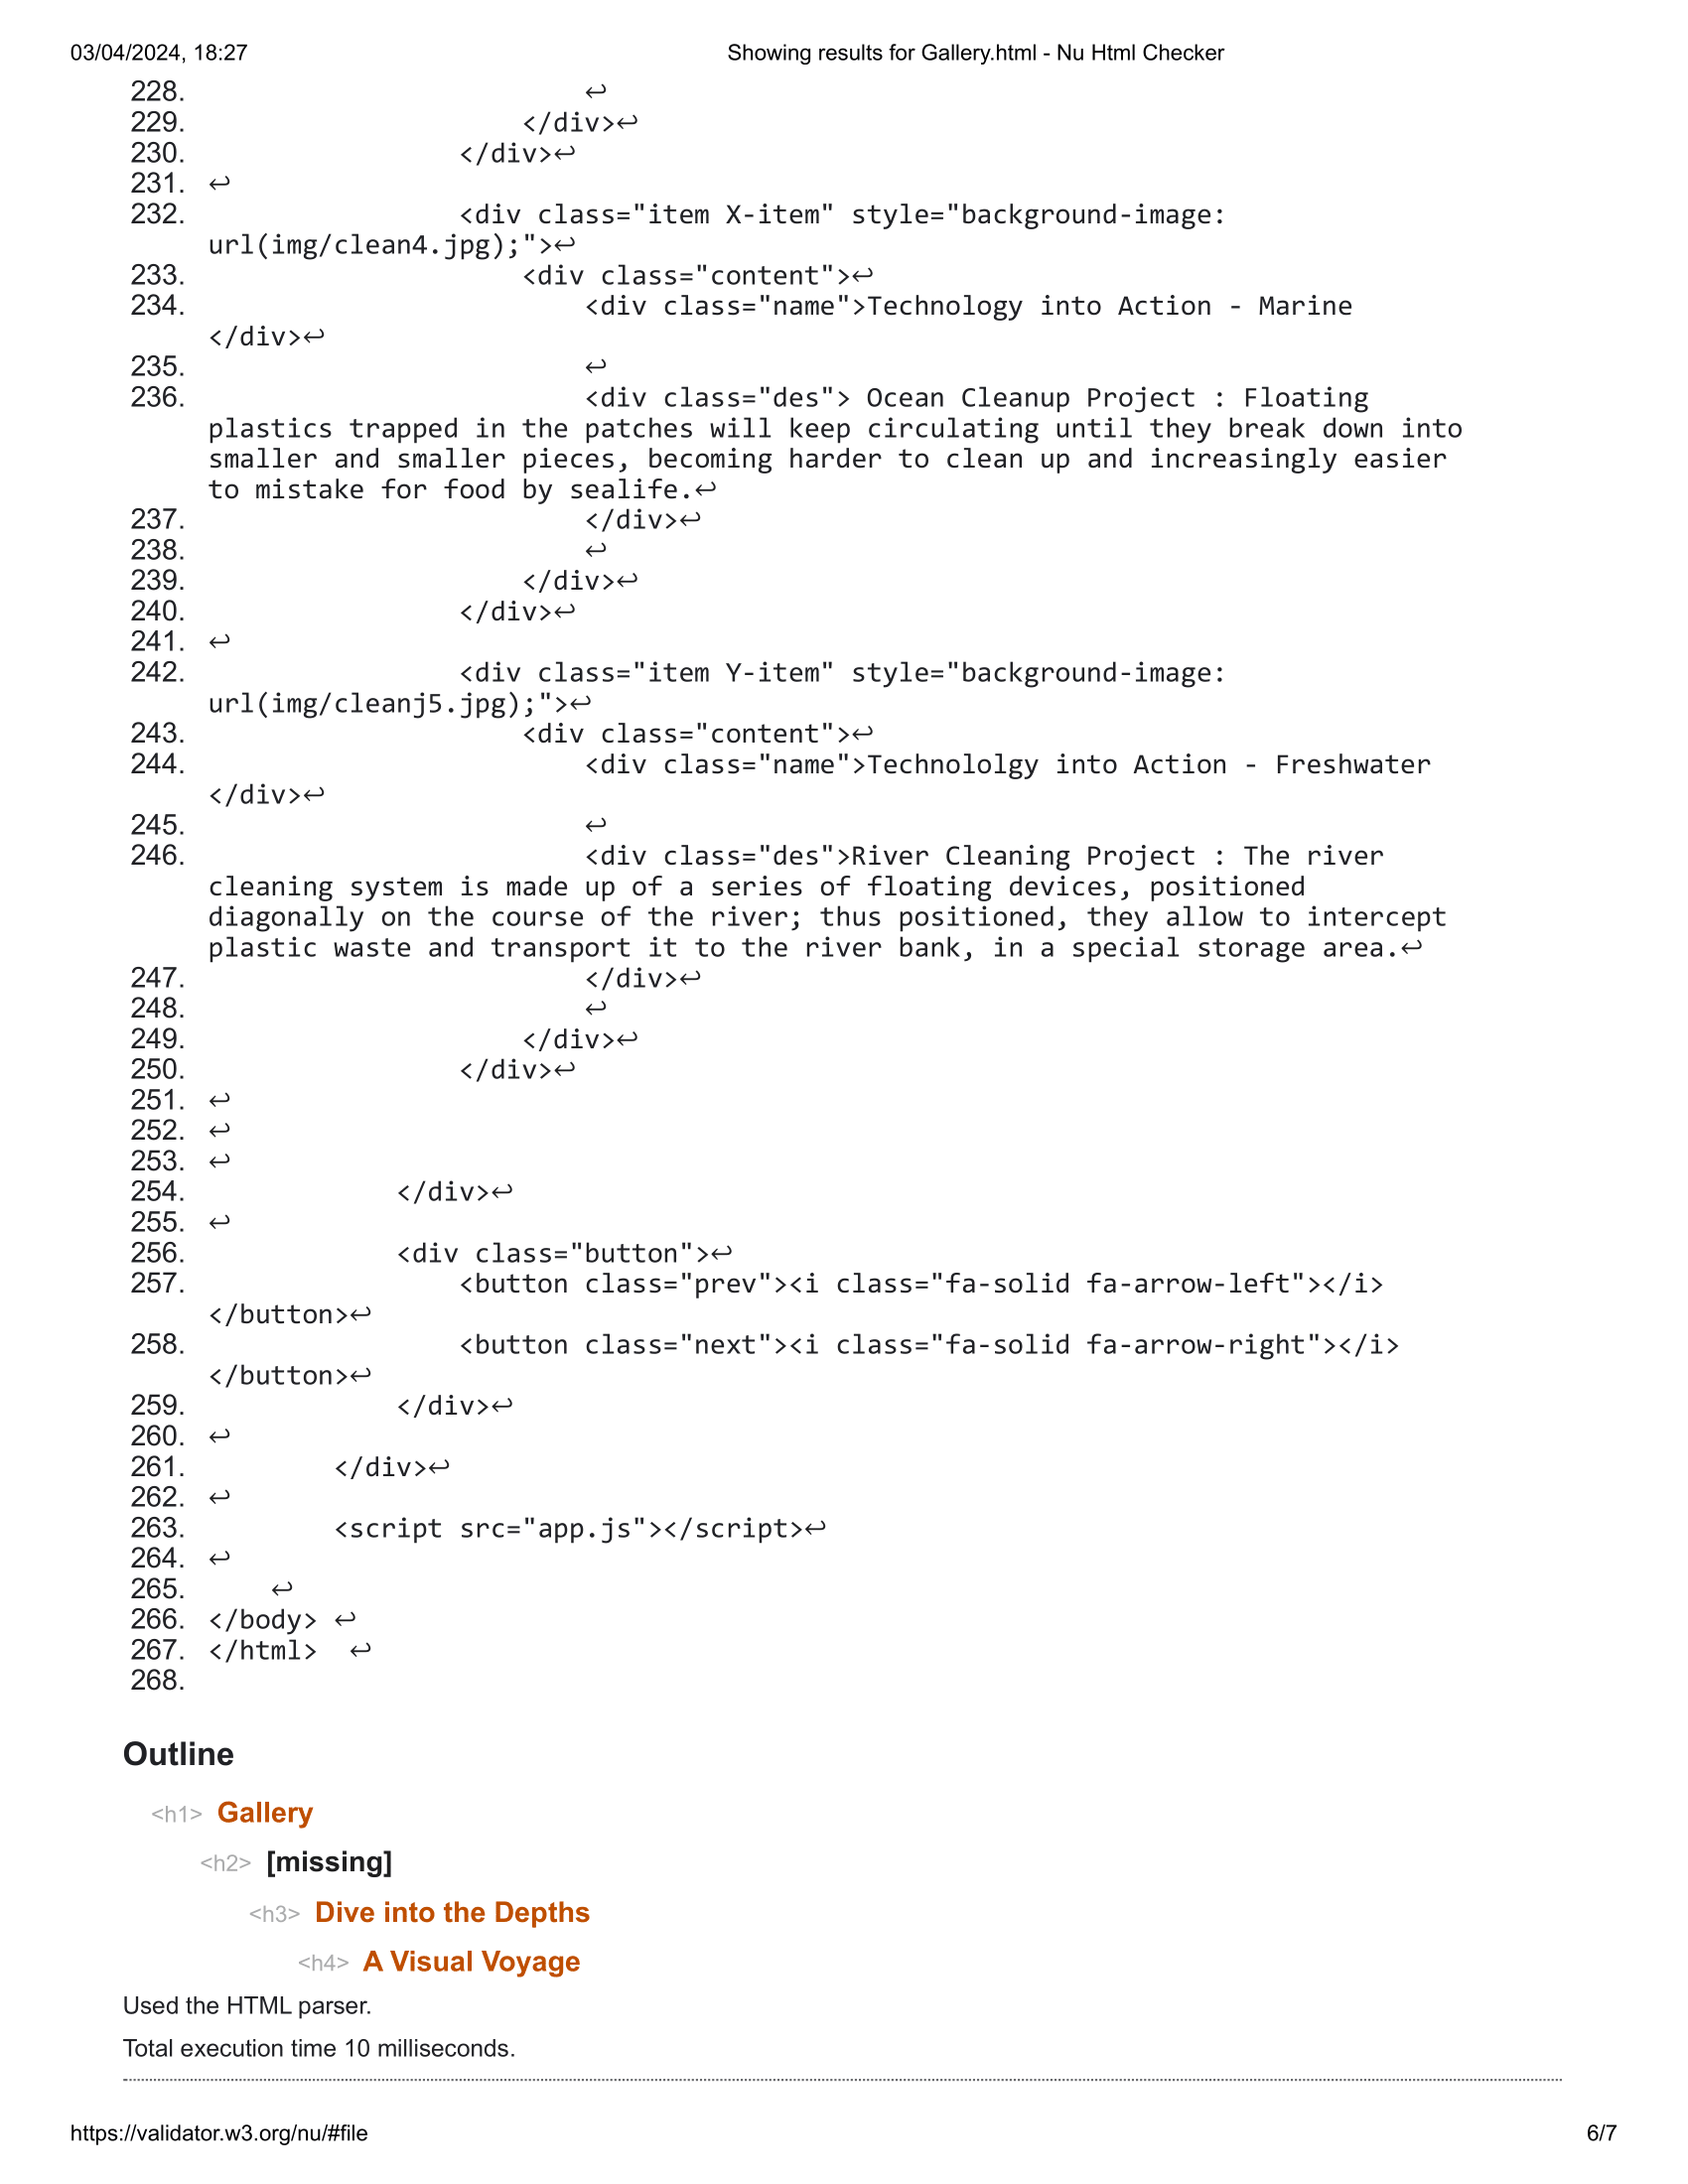 03/04/2024, 18:27 Showing results for Gallery.html - Nu Html Checker
228. ↩
229. </div>↩
230. </div>↩
231. ↩
232. <div class="item X-item" style="background-image:
url(img/clean4.jpg);">↩
233. <div class="content">↩
234. <div class="name">Technology into Action - Marine
</div>↩
235. ↩
236. <div class="des"> Ocean Cleanup Project : Floating
plastics trapped in the patches will keep circulating until they break down into
smaller and smaller pieces, becoming harder to clean up and increasingly easier
to mistake for food by sealife.↩
237. </div>↩
238. ↩
239. </div>↩
240. </div>↩
241. ↩
242. <div class="item Y-item" style="background-image:
url(img/cleanj5.jpg);">↩
243. <div class="content">↩
244. <div class="name">Technololgy into Action - Freshwater
</div>↩
245. ↩
246. <div class="des">River Cleaning Project : The river
cleaning system is made up of a series of floating devices, positioned
diagonally on the course of the river; thus positioned, they allow to intercept
plastic waste and transport it to the river bank, in a special storage area.↩
247. </div>↩
248. ↩
249. </div>↩
250. </div>↩
251. ↩
252. ↩
253. ↩
254. </div>↩
255. ↩
256. <div class="button">↩
257. <button class="prev"><i class="fa-solid fa-arrow-left"></i>
</button>↩
258. <button class="next"><i class="fa-solid fa-arrow-right"></i>
</button>↩
259. </div>↩
260. ↩
261. </div>↩
262. ↩
263. <script src="app.js"></script>↩
264. ↩
265. ↩
266. </body> ↩
267. </html> ↩
268.
Outline
<h1> Gallery
<h2> [missing]
<h3> Dive into the Depths
<h4> A Visual Voyage
Used the HTML parser.
Total execution time 10 milliseconds.
https://validator.w3.org/nu/#file 6/7